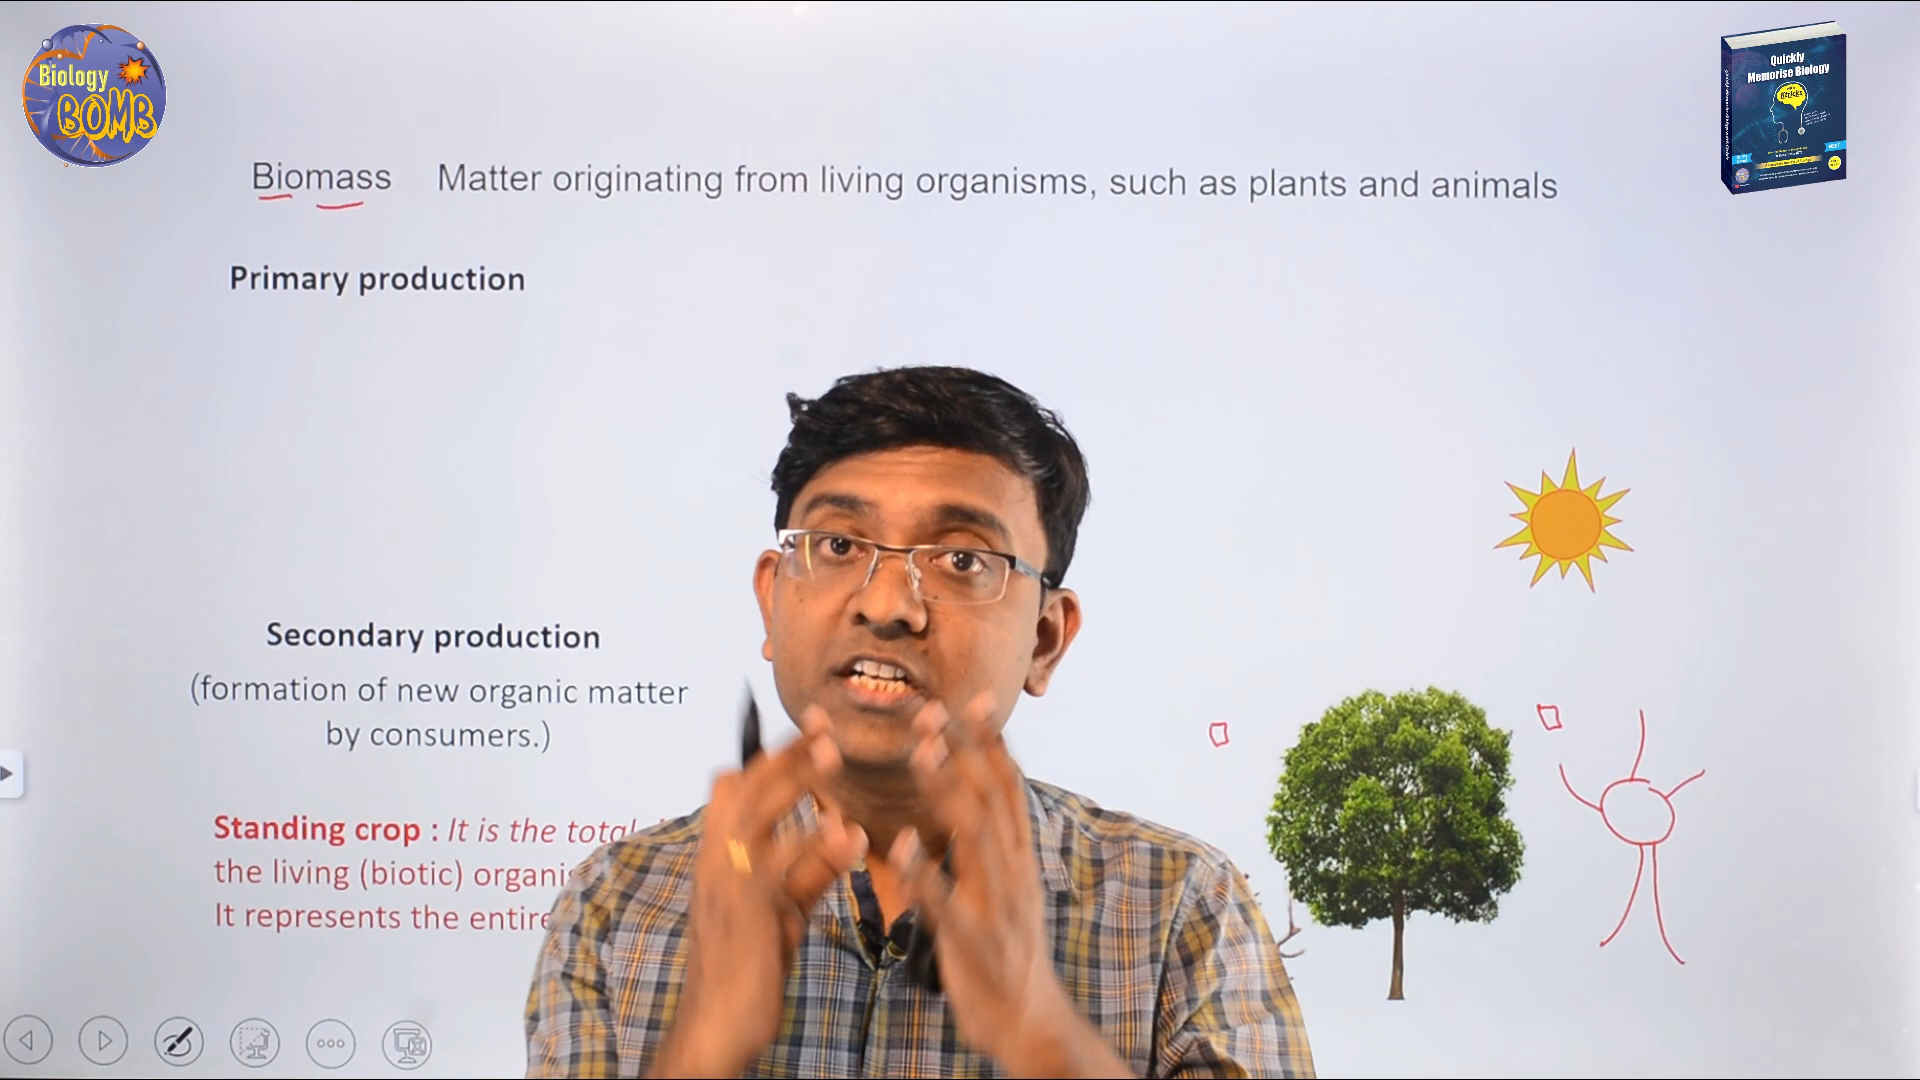 Biology
BOMB
Quickly
Memorise Biology
Biomass Matter originating from living organisms, such as plants and animals
Primary production
Secondary production
(formation of new organic matter
by consumers.)
Standing crop : It is the total
the living (biotic)
It represents the entire